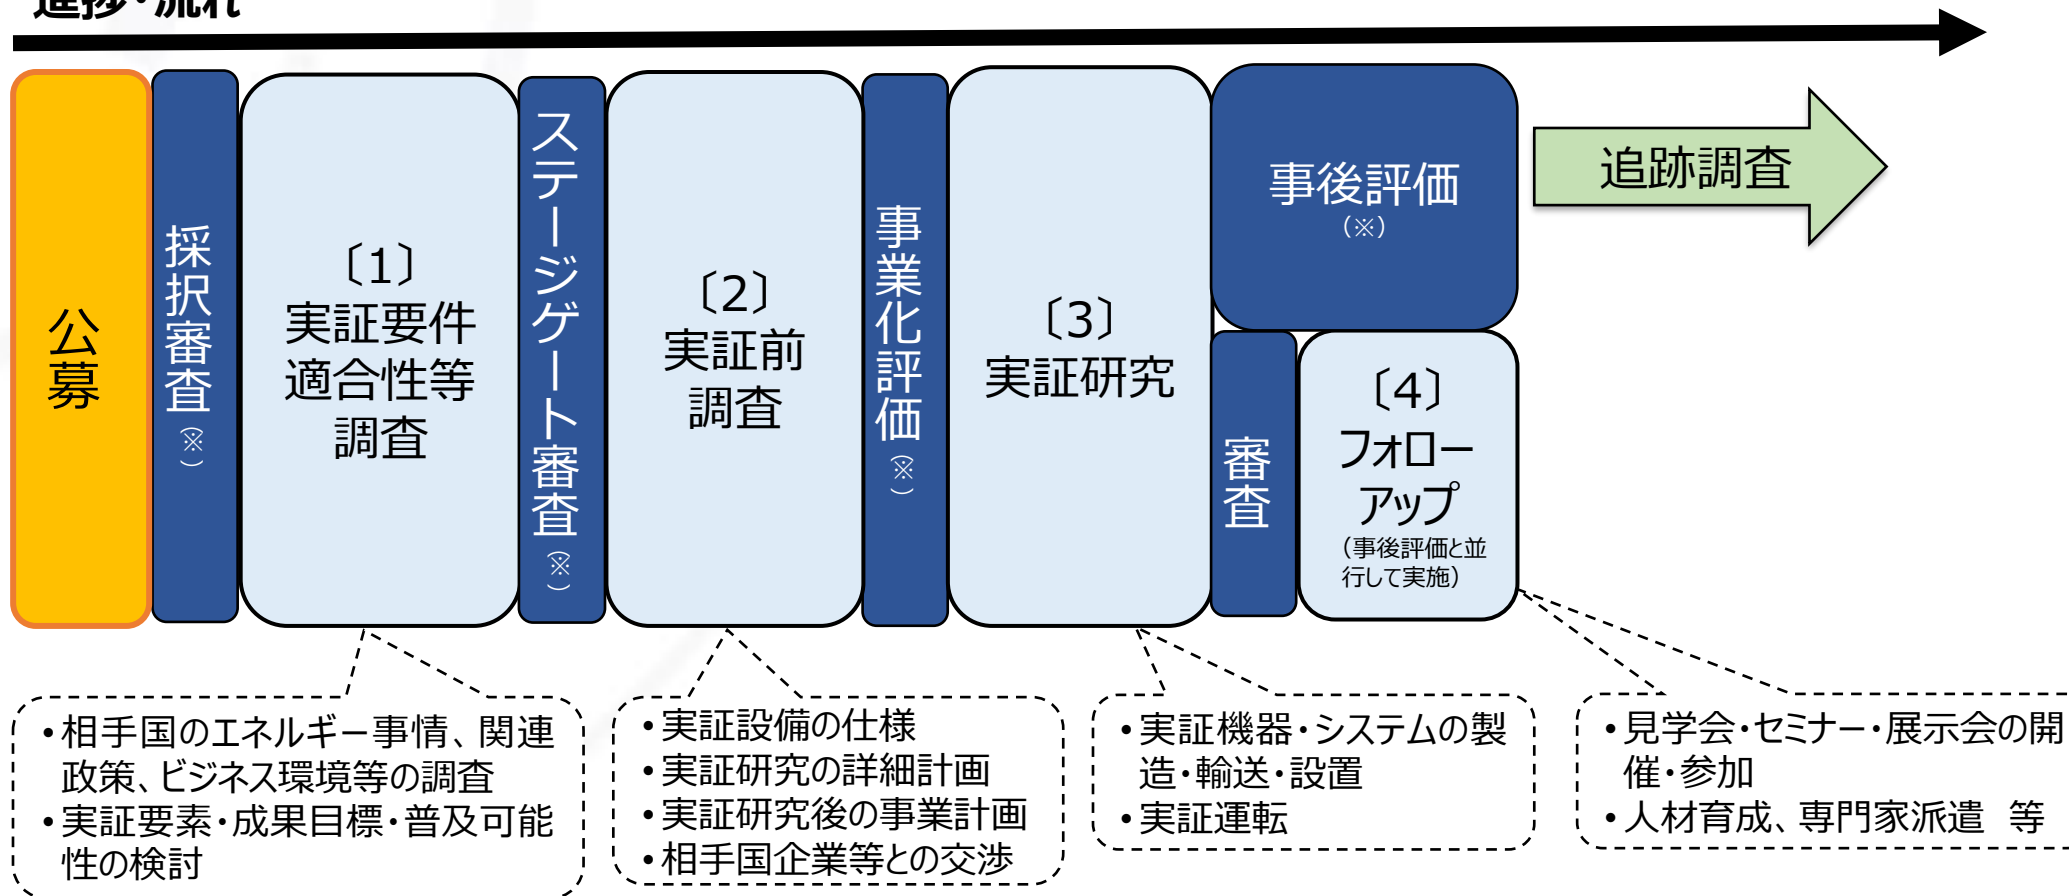 進捗・流れ
公募
採択審査(※)
〔1〕
実証要件
適合性等
調査
ステージゲート審査(※)
〔2〕
実証前
調査
事業化評価(※)
〔3〕
実証研究
事後評価
(※)
審査
〔4〕
フォロー
アップ
(事後評価と並
行して実施)
追跡調査
•相手国のエネルギー事情、関連
政策、ビジネス環境等の調査
•実証要素・成果目標・普及可能
性の検討
•実証設備の仕様
•実証研究の詳細計画
•実証研究後の事業計画
•相手国企業等との交渉
•実証機器・システムの製
造・輸送・設置
•実証運転
•見学会・セミナー・展示会の開
催・参加
•人材育成、専門家派遣 等